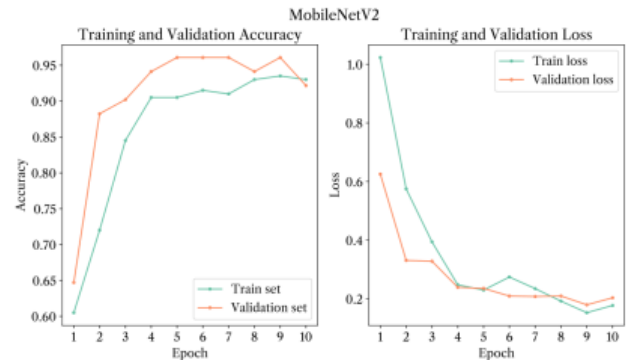 MobileNetV2
Training and Validation Accuracy
0.95
0.90
0.85
0.80
0.75
0.70
0.65
0.60
Accuracy
1 2 3 4 5 6 7 8 9 10
Epoch
Train set
Validation set
Training and Validation Loss
1.0
0.8
0.6
0.4
0.2
Loss
1 2 3 4 5 6 7 8 9 10
Epoch
Train loss
Validation loss